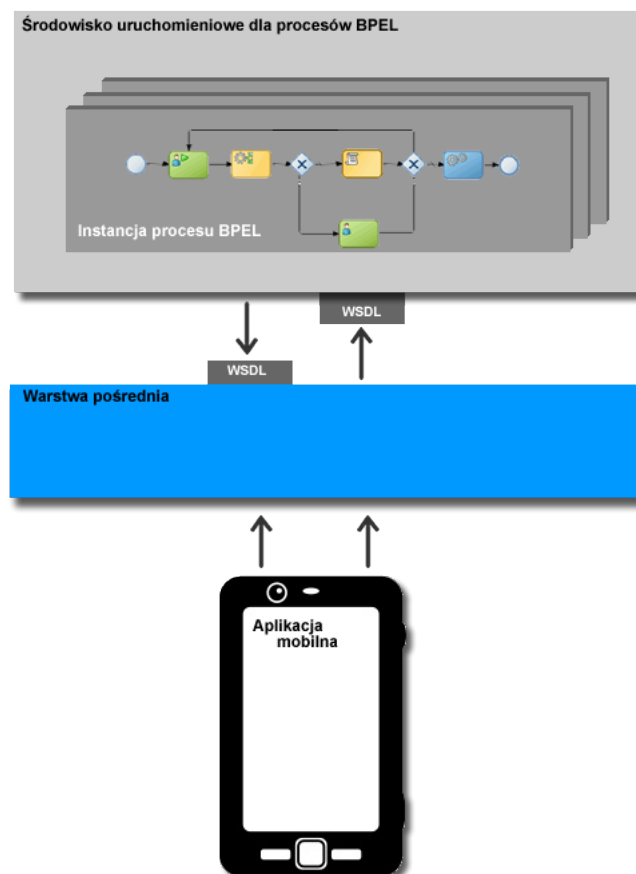 Środowisko uruchomieniowe dla procesów BPEL
Instancja procesu BPEL
WSDL
WSDL
Warstwa pośrednia
Aplikacja
mobilna